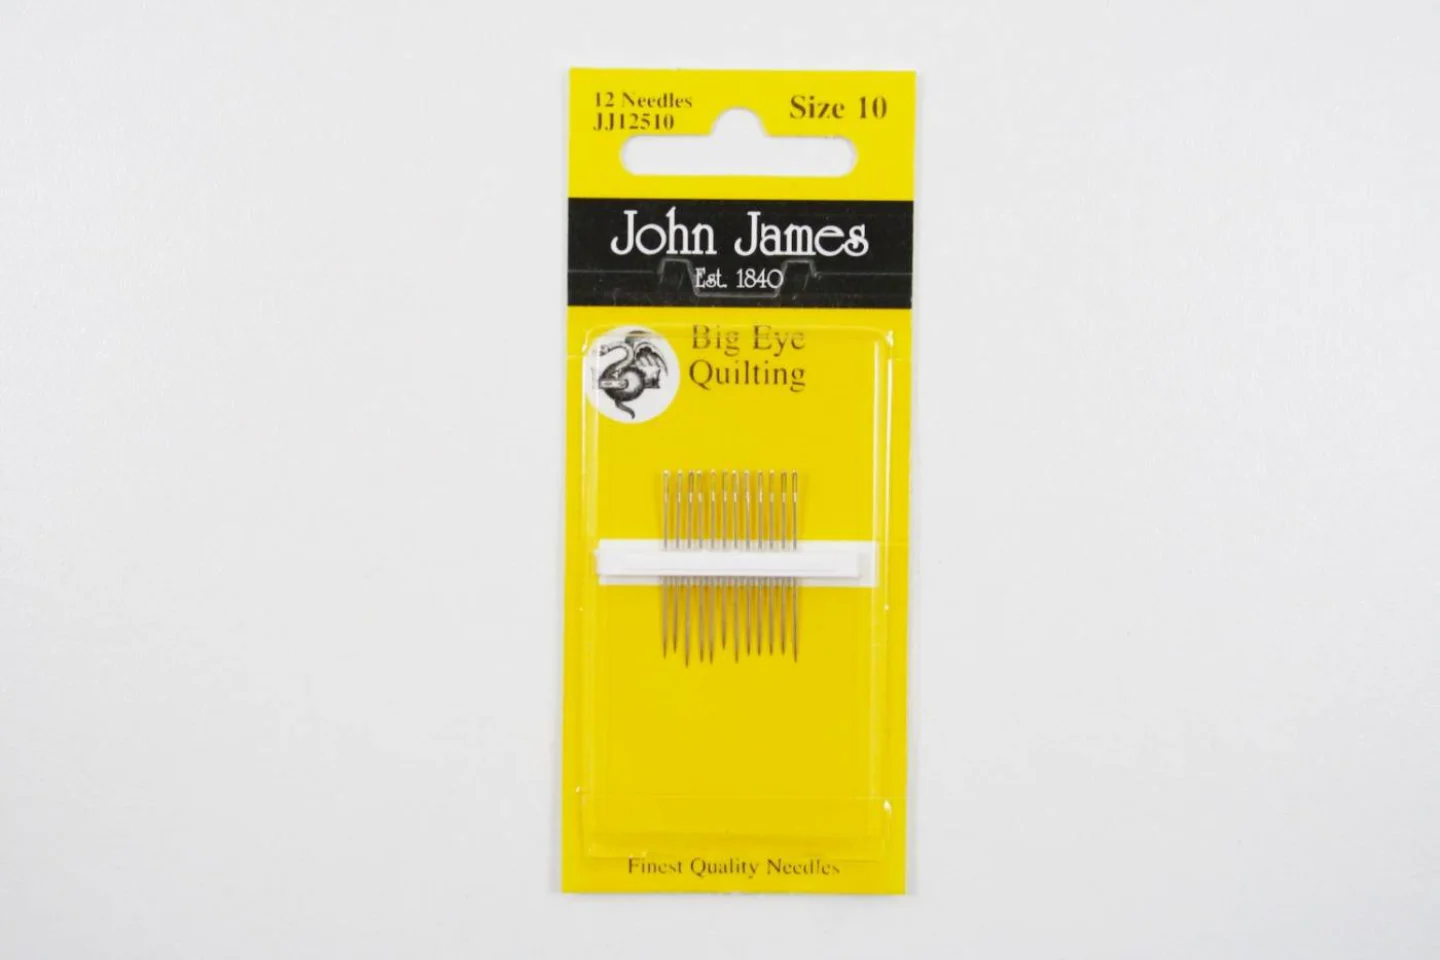 12 Needles
JJ12510
Size 10
John James
Est. 1840
Big Eye
Quilting
Finest Quality Needles